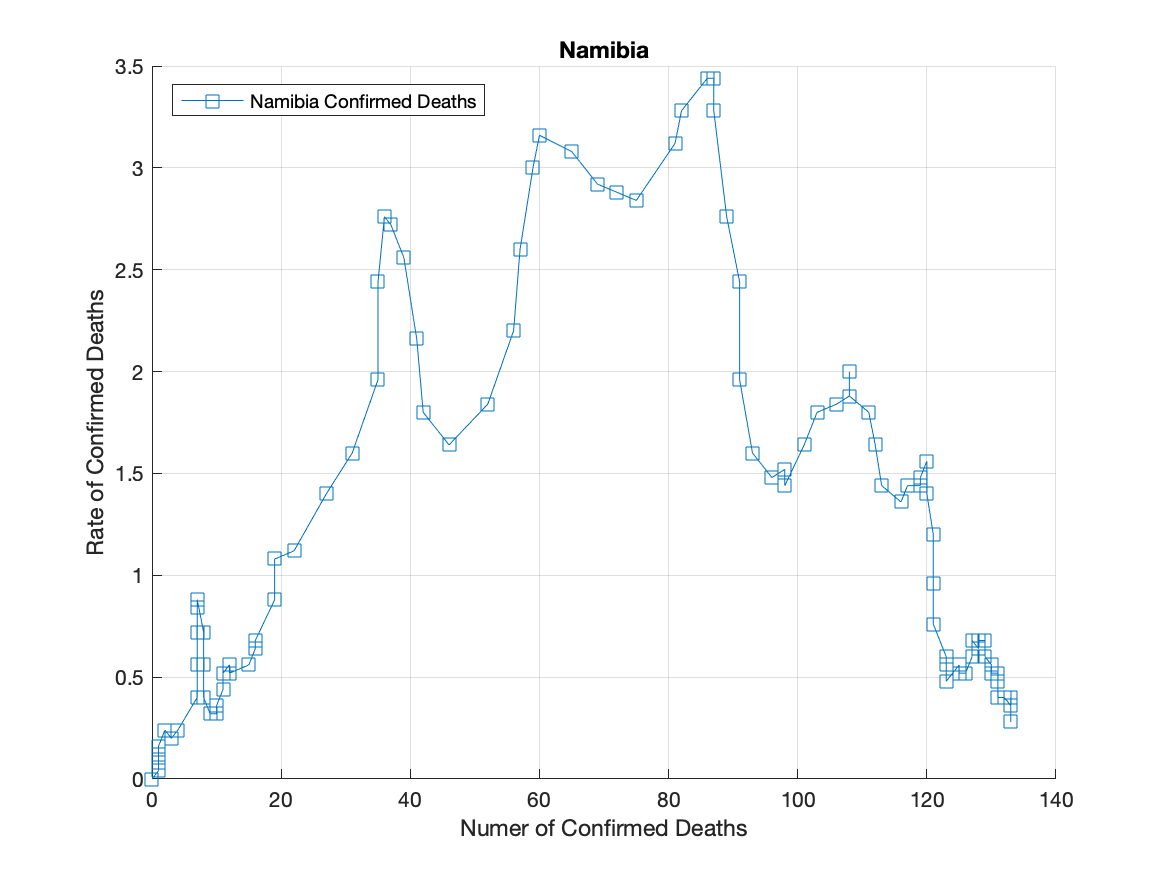 Namibia
Namibia Confirmed Deaths
Rate of Confirmed Deaths
3.5
3
2.5
2
1.5
1
0.5
0
0 20 40 60 80 100 120 140
Numer of Confirmed Deaths